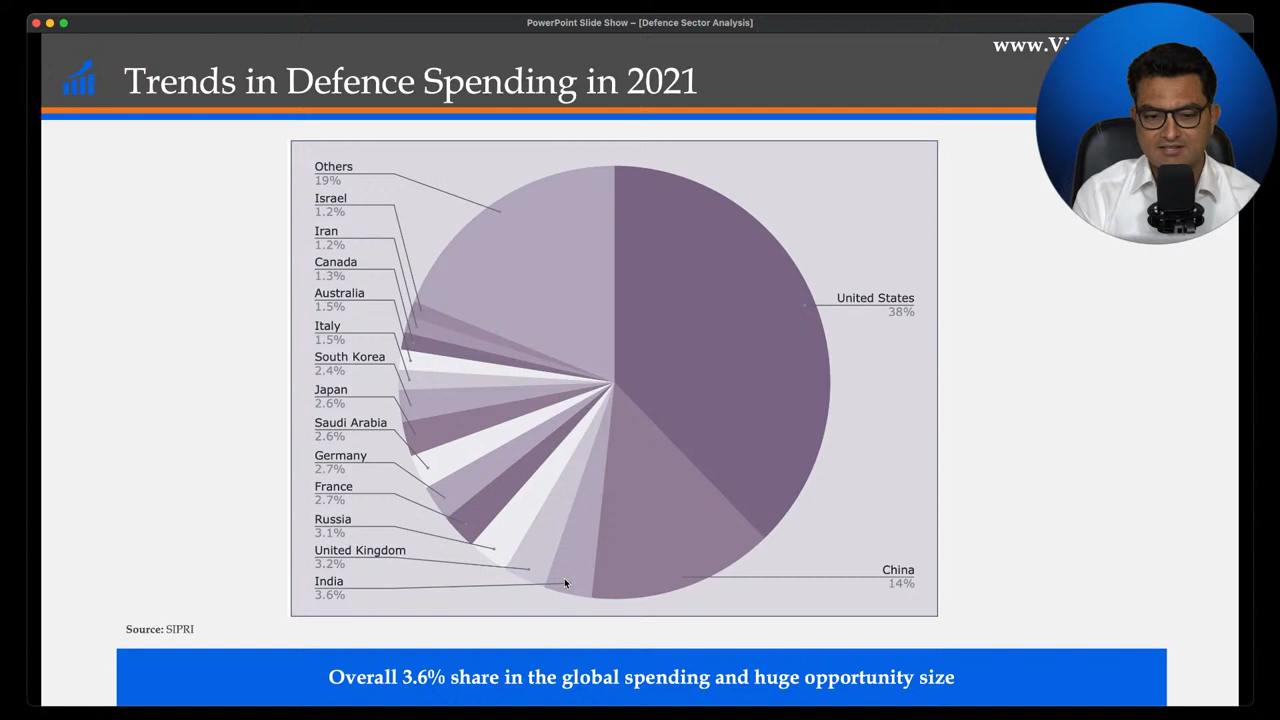 PowerPoint Slide Show – [Defence Sector Analysis]
Trends in Defence Spending in 2021
Others
19%
Israel
1.2%
Iran
1.2%
Canada
1.3%
Australia
1.5%
Italy
1.5%
South Korea
2.4%
Japan
2.6%
Saudi Arabia
2.6%
Germany
2.7%
France
2.7%
Russia
3.1%
United Kingdom
3.2%
India
3.6%
United States
38%
China
14%
Source: SIPRI
Overall 3.6% share in the global spending and huge opportunity size